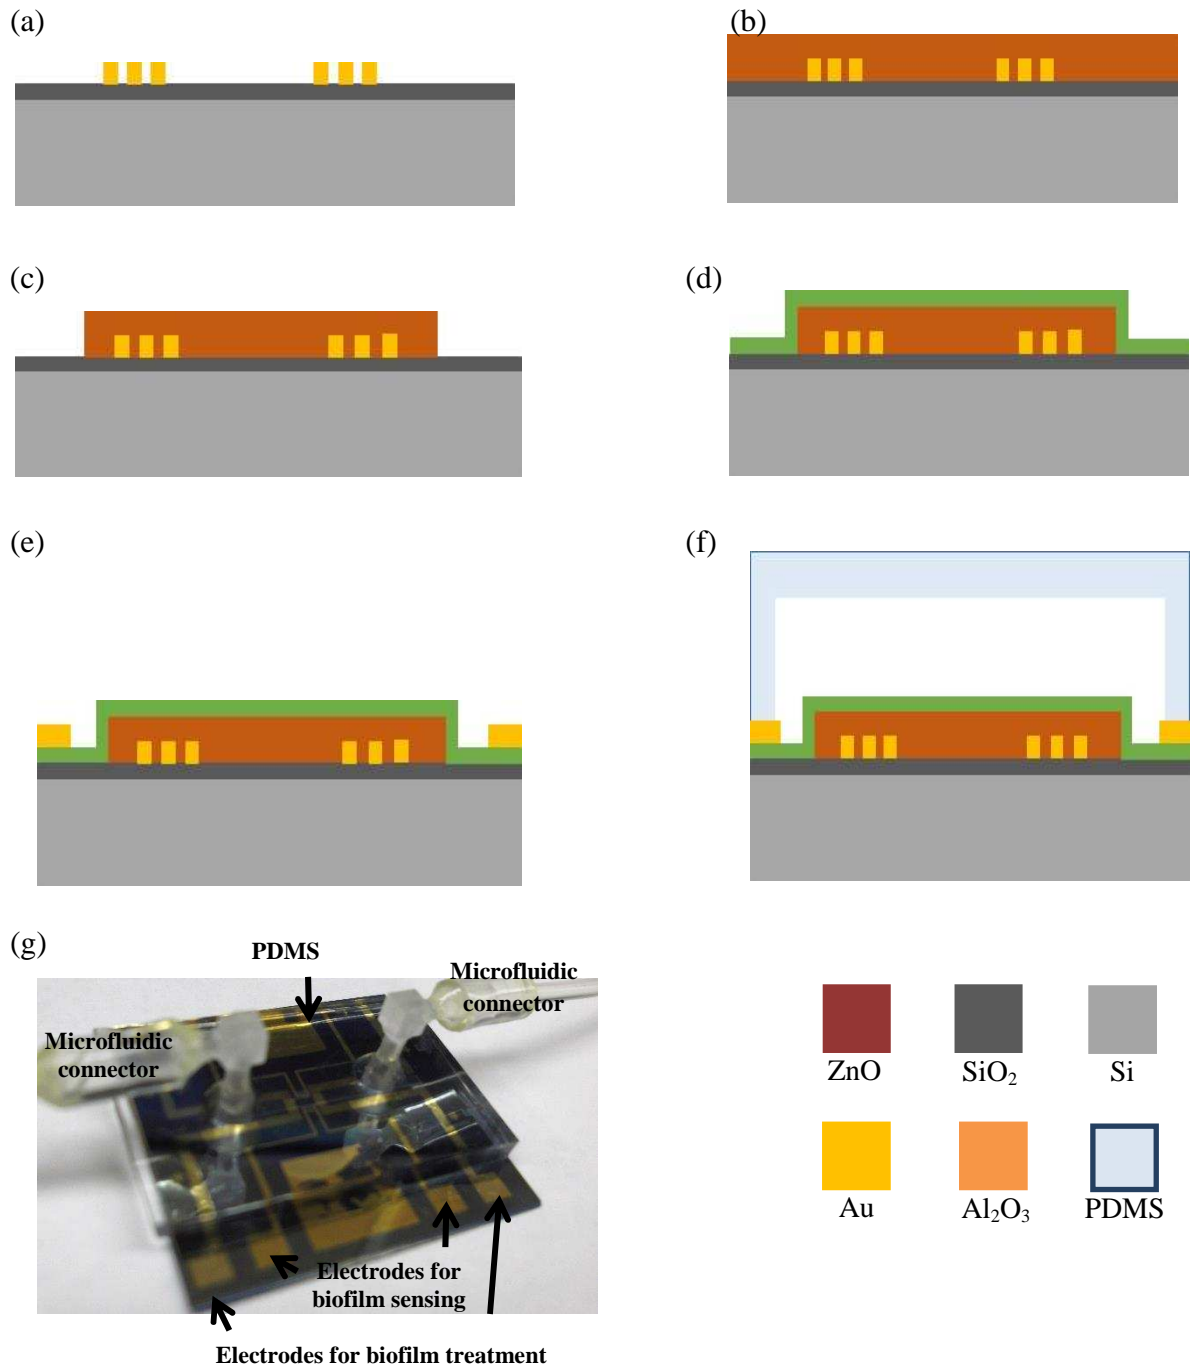 (a)
(b)
(c)
(d)
(e)
(f)
(g)
PDMS
Microfluidic
connector
Microfluidic
connector
Electrodes for
biofilm sensing
Electrodes for biofilm treatment
ZnO
SiO₂
Si
Au
Al₂O₃
PDMS